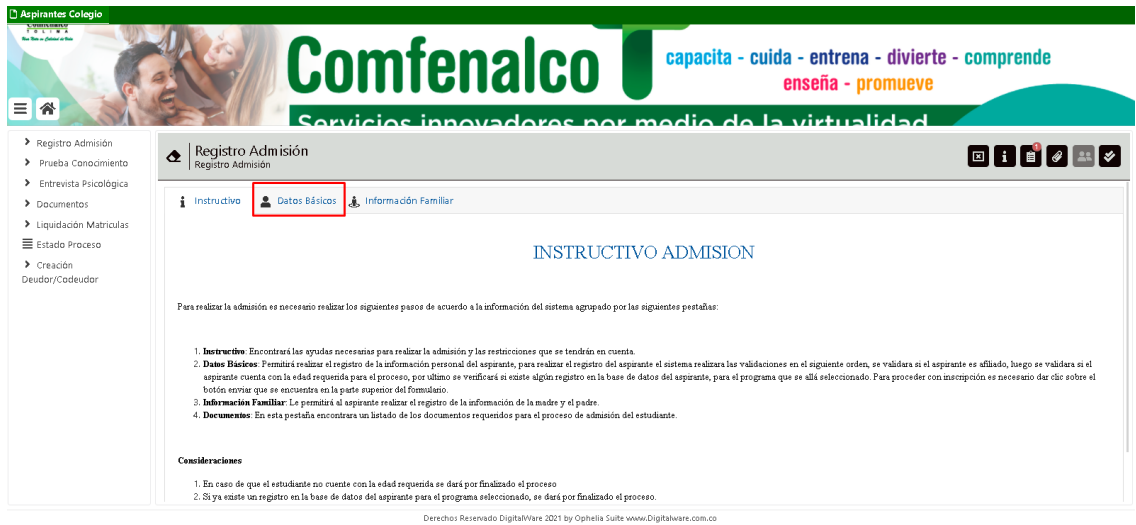 Aspirantes Colegio
Comfenalco
TOLIMA
Comfenalco
capacita - cuida - entrena - divierte - comprende
enseña - promueve
Servicios innovadores por medio de la virtualidad
Registro Admisión
Prueba Conocimiento
Entrevista Psicológica
Documentos
Liquidación Matriculas
Estado Proceso
Creación
Deudor/Codeudor
Registro Admisión
Registro Admisión
1
Instructivo
Datos Básicos
Información Familiar
INSTRUCTIVO ADMISION
Para realizar la admisión es necesario realizar los siguientes pasos de acuerdo a la información del sistema agrupado por las siguientes pestañas:
1. Instructivo: Encontrará las ayudas necesarias para realizar la admisión y las restricciones que se tendrán en cuenta.
2. Datos Básicos: Permitirá realizar el registro de la información personal del aspirante, para realizar el registro del aspirante el sistema realizara las validaciones en el siguiente orden, se validara si el aspirante es afiliado, luego se validara si el
aspirante cuenta con la edad requerida para el proceso, por ultimo se verificará si existe algún registro en la base de datos del aspirante, para el programa que se allá seleccionado. Para proceder con inscripción es necesario dar clic sobre el
botón enviar que se encuentra en la parte superior del formulario.
3. Información Familiar: Le permitirá al aspirante realizar el registro de la información de la madre y el padre.
4. Documentos: En esta pestaña encontrara un listado de los documentos requeridos para el proceso de admisión del estudiante.
Consideraciones
1. En caso de que el estudiante no cuente con la edad requerida se dará por finalizado el proceso
2. Si ya existe un registro en la base de datos del aspirante para el programa seleccionado, se dará por finalizado el proceso.
Derechos Reservado DigitalWare 2021 by Ophelia Suite www.Digitalware.com.co